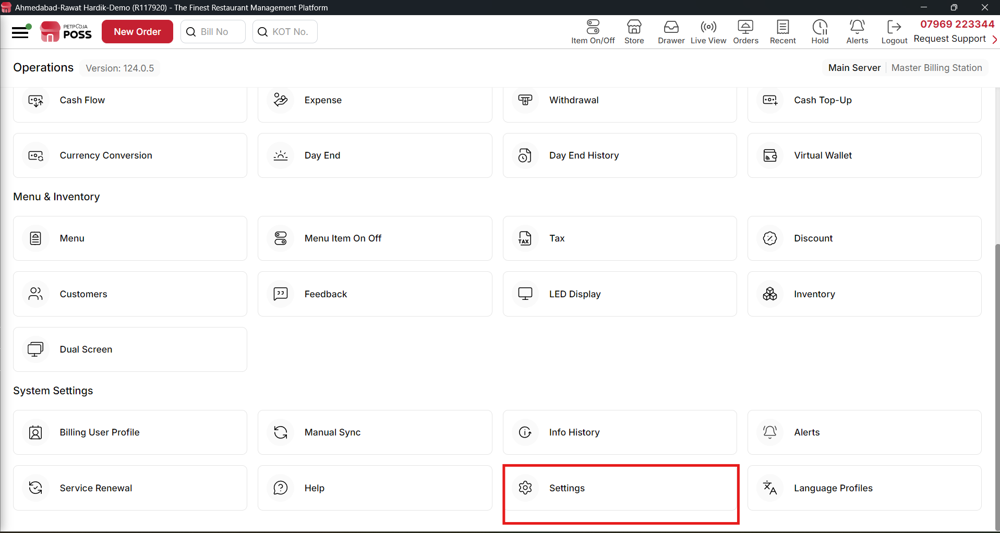 Ahmedabad-Rawat Hardik-Demo (R117920) - The Finest Restaurant Management Platform
PETPOOJA
POSS
New Order
Bill No
KOT No.
Item On/Off
Store
Drawer
Live View
Orders
Recent
Hold
Alerts
Logout
07969 223344
Request Support
Operations
Version: 124.0.5
Main Server
Master Billing Station
Cash Flow
Expense
Withdrawal
Cash Top-Up
Currency Conversion
Day End
Day End History
Virtual Wallet
Menu & Inventory
Menu
Menu Item On Off
TAX
Tax
Discount
Customers
Feedback
LED Display
Inventory
Dual Screen
System Settings
Billing User Profile
Manual Sync
Info History
Alerts
Service Renewal
Help
Settings
Language Profiles